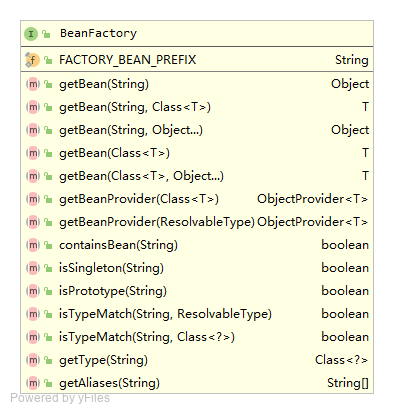 I BeanFactory
f FACTORY_BEAN_PREFIX String
m getBean(String) Object
m getBean(String, Class<T>) T
m getBean(String, Object...) Object
m getBean(Class<T>) T
m getBean(Class<T>, Object...) T
m getBeanProvider(Class<T>) ObjectProvider<T>
m getBeanProvider(ResolvableType) ObjectProvider<T>
m containsBean(String) boolean
m isSingleton(String) boolean
m isPrototype(String) boolean
m isTypeMatch(String, ResolvableType) boolean
m isTypeMatch(String, Class<?>) boolean
m getType(String) Class<?>
m getAliases(String) String[]
Powered by yFiles